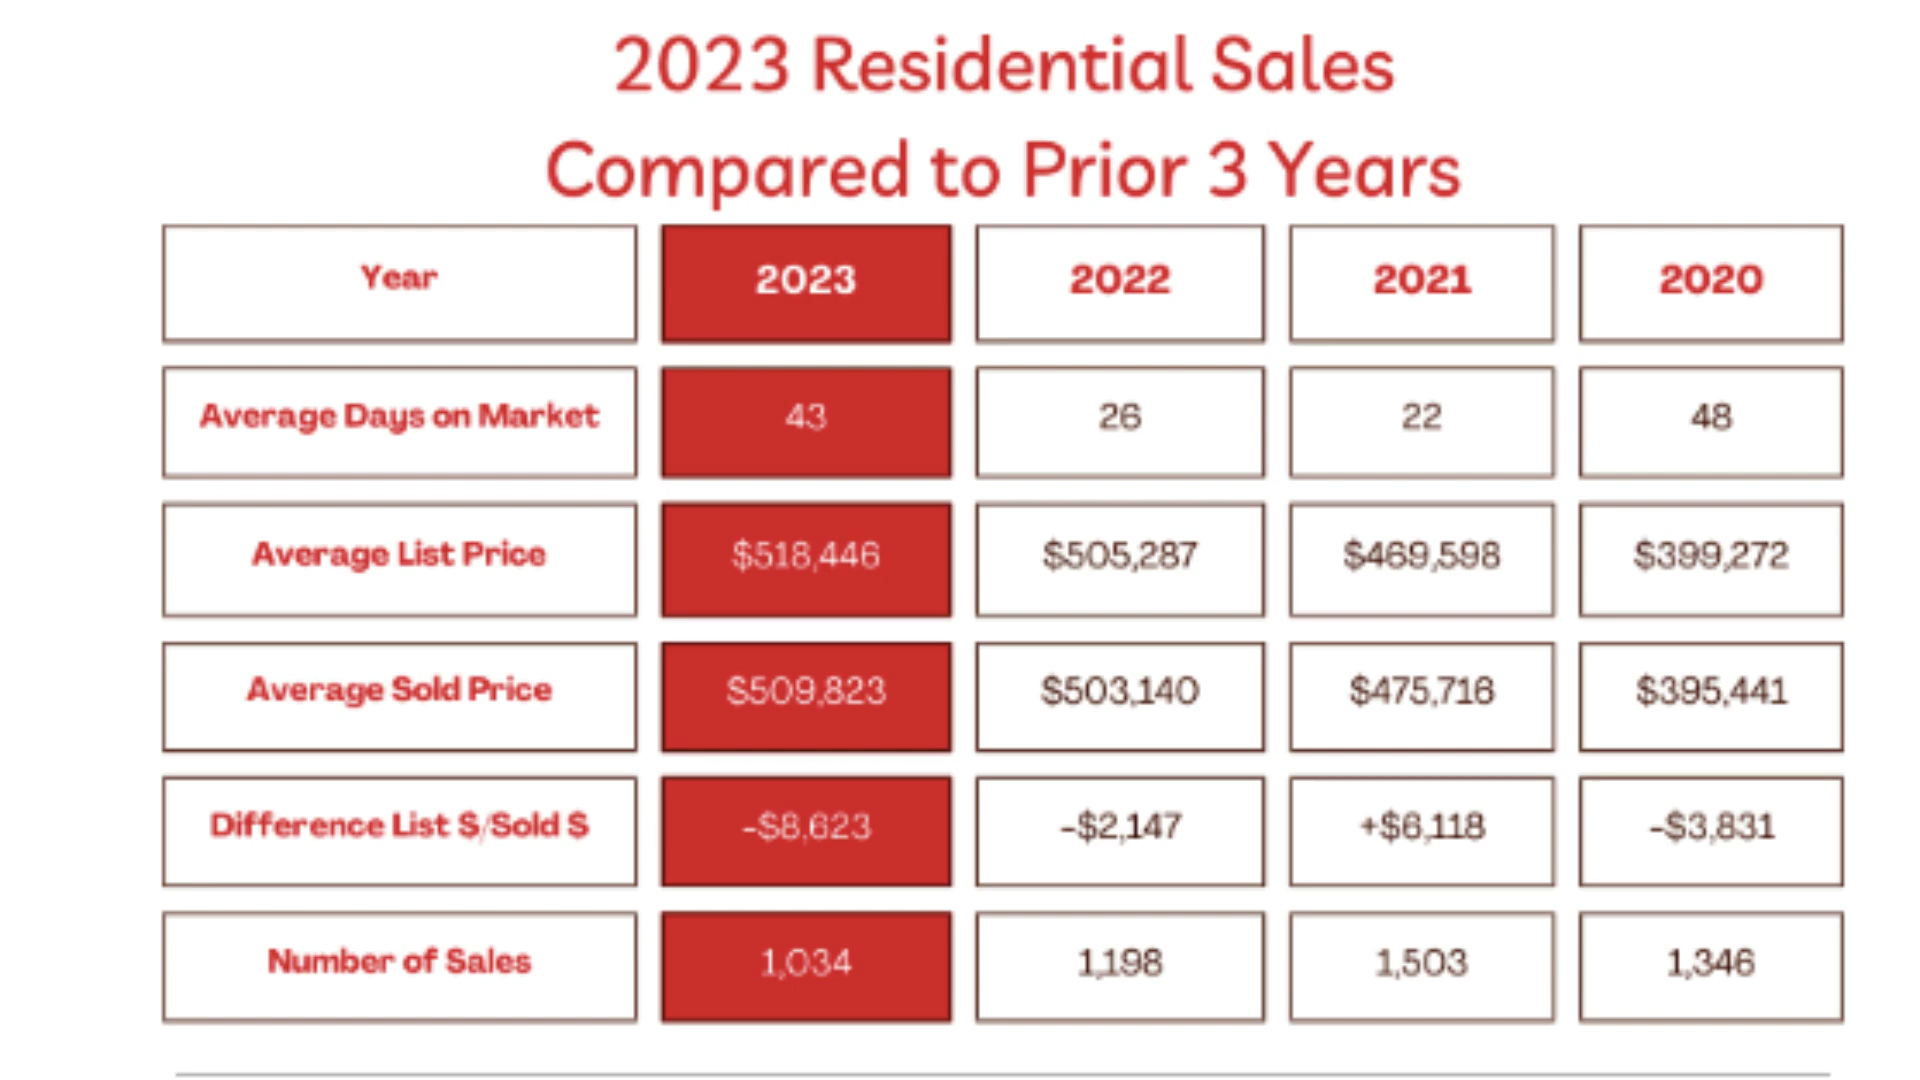 2023 Residential Sales
Compared to Prior 3 Years
Year 2023 2022 2021 2020
Average Days on Market 43 26 22 48
Average List Price $518,446 $505,287 $469,598 $399,272
Average Sold Price $509,823 $503,140 $475,716 $395,441
Difference List $/Sold $ -$8,623 -$2,147 +$6,118 -$3,831
Number of Sales 1,034 1,198 1,503 1,346